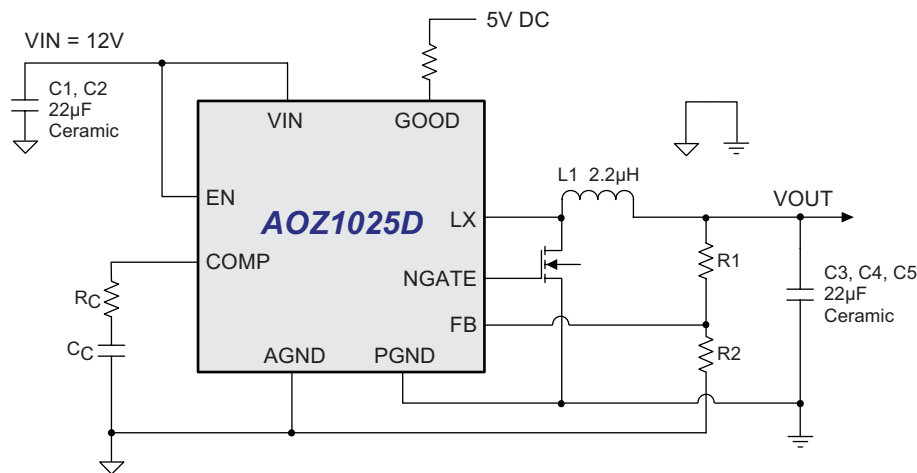 5V DC
VIN = 12V
C1, C2
22µF
Ceramic
VIN
GOOD
L1 2.2µH
VOUT
EN
AOZ1025D
LX
R1
COMP
NGATE
C3, C4, C5
22µF
Ceramic
RC
FB
R2
CC
AGND
PGND